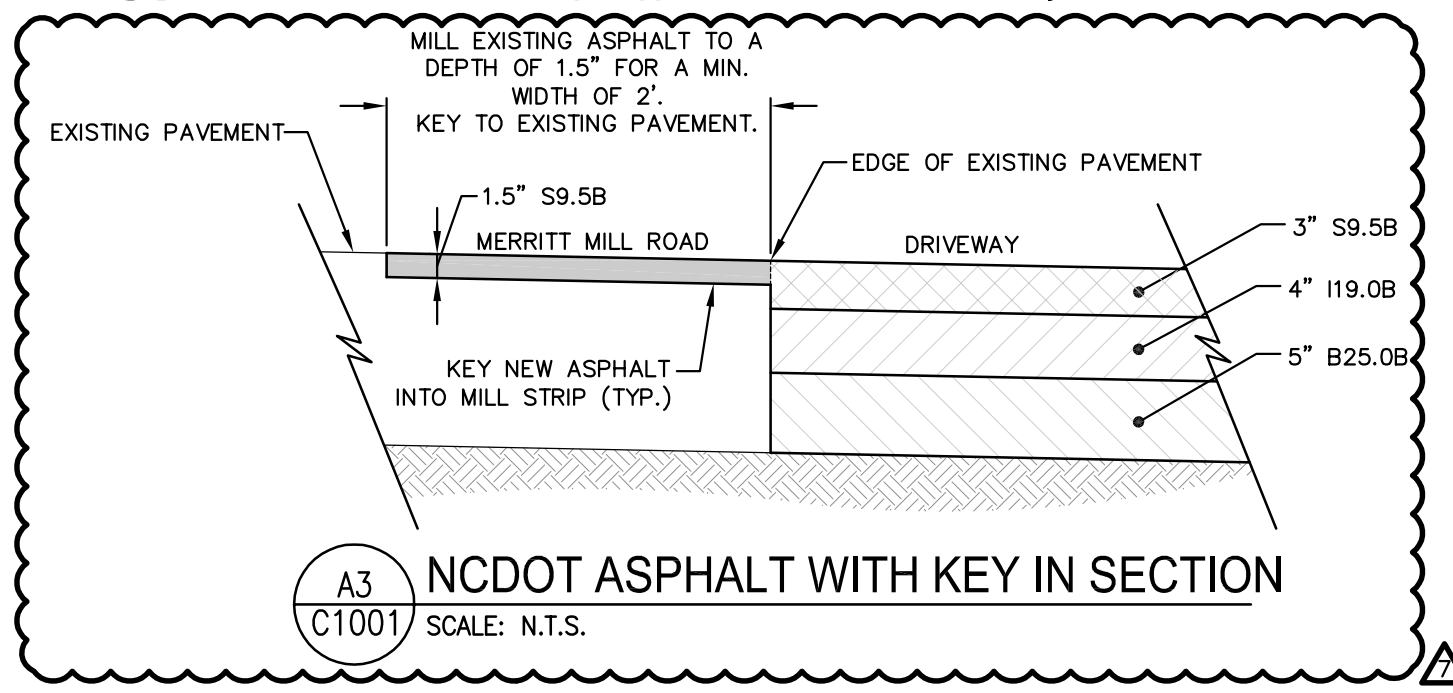 MILL EXISTING ASPHALT TO A
DEPTH OF 1.5" FOR A MIN.
WIDTH OF 2'.
KEY TO EXISTING PAVEMENT.
EXISTING PAVEMENT
EDGE OF EXISTING PAVEMENT
1.5" S9.5B
MERRITT MILL ROAD
DRIVEWAY
3" S9.5B
4" I19.0B
5" B25.0B
KEY NEW ASPHALT
INTO MILL STRIP (TYP.)
A3
C1001
NCDOT ASPHALT WITH KEY IN SECTION
SCALE: N.T.S.
7